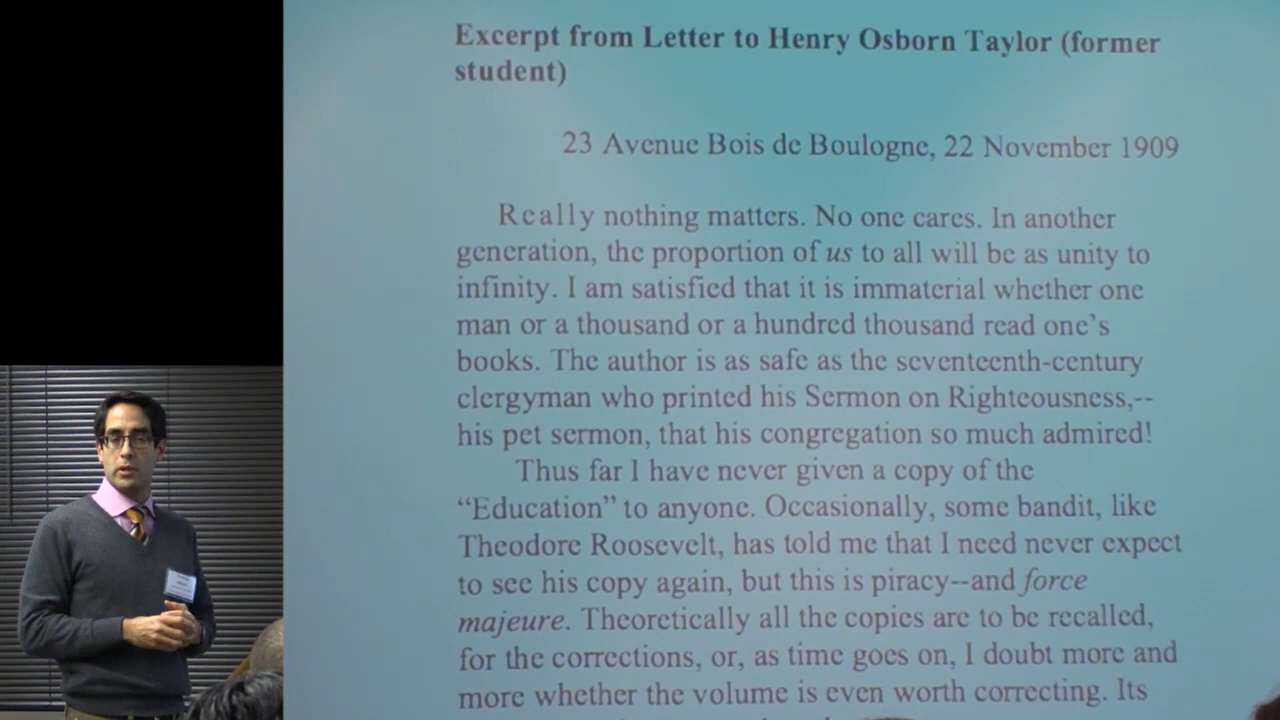 Excerpt from Letter to Henry Osborn Taylor (former
student)
23 Avenue Bois de Boulogne, 22 November 1909
Really nothing matters. No one cares. In another
generation, the proportion of us to all will be as unity to
infinity. I am satisfied that it is immaterial whether one
man or a thousand or a hundred thousand read one's
books. The author is as safe as the seventeenth-century
clergyman who printed his Sermon on Righteousness,--
his pet sermon, that his congregation so much admired!
Thus far I have never given a copy of the
“Education” to anyone. Occasionally, some bandit, like
Theodore Roosevelt, has told me that I need never expect
to see his copy again, but this is piracy--and force
majeure. Theoretically all the copies are to be recalled,
for the corrections, or, as time goes on, I doubt more and
more whether the volume is even worth correcting. Its